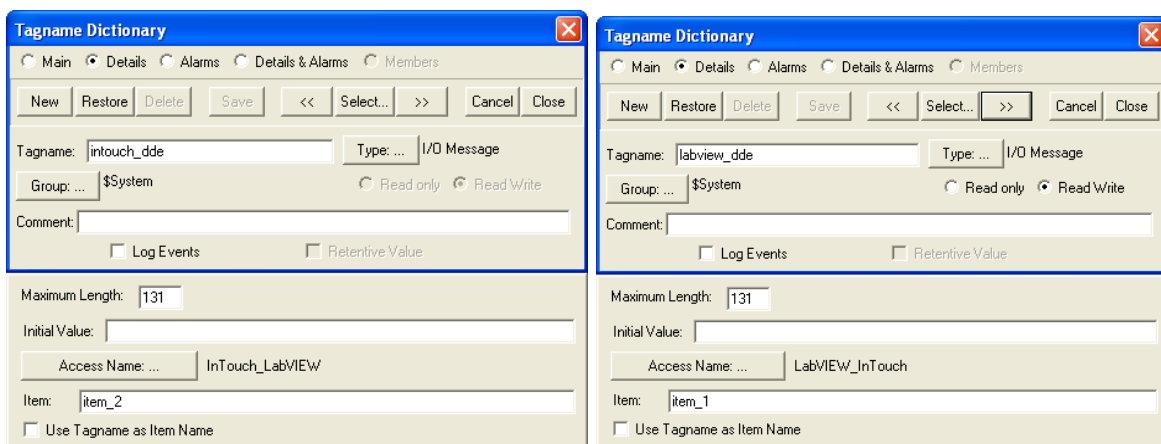 Tagname Dictionary
Main Details Alarms Details & Alarms Members
New Restore Delete Save << Select... >> Cancel Close
Tagname: intouch_dde Type: ... I/O Message
Group: ... $System Read only Read Write
Comment:
Log Events Retentive Value
Maximum Length: 131
Initial Value:
Access Name: ... InTouch_LabVIEW
Item: item_2
Use Tagname as Item Name
Tagname Dictionary
Main Details Alarms Details & Alarms Members
New Restore Delete Save << Select... >> Cancel Close
Tagname: labview_dde Type: ... I/O Message
Group: ... $System Read only Read Write
Comment:
Log Events Retentive Value
Maximum Length: 131
Initial Value:
Access Name: ... LabVIEW_InTouch
Item: item_1
Use Tagname as Item Name